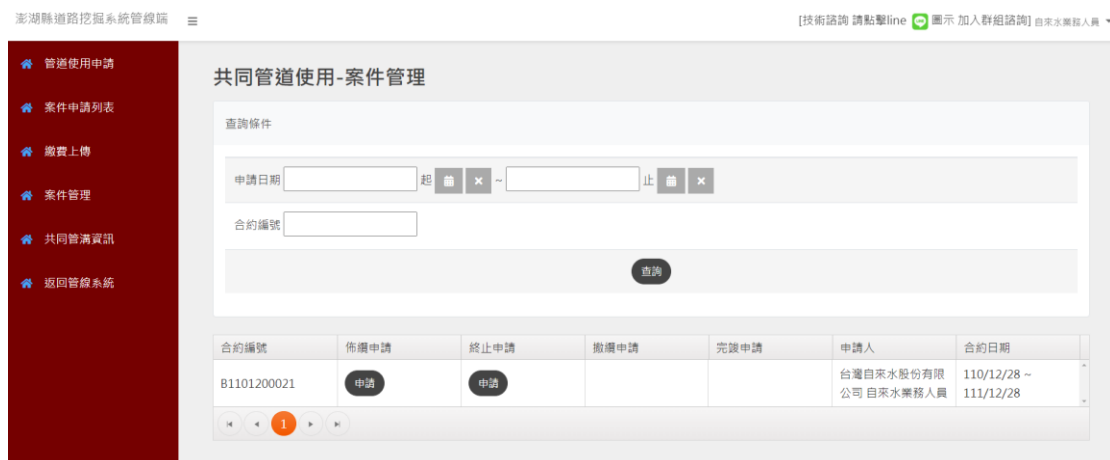 澎湖縣道路挖掘系統管線端
[技術諮詢 請點擊line 圖示 加入群組諮詢] 自來水業務人員
管道使用申請
案件申請列表
繳費上傳
案件管理
共同管溝資訊
返回管線系統
共同管道使用-案件管理
查詢條件
申請日期 起 ~ 止
合約編號
查詢
合約編號 佈纜申請 終止申請 撤纜申請 完竣申請 申請人 合約日期
B1101200021 申請 申請 台灣自來水股份有限 110/12/28 ~
公司 自來水業務人員 111/12/28
1